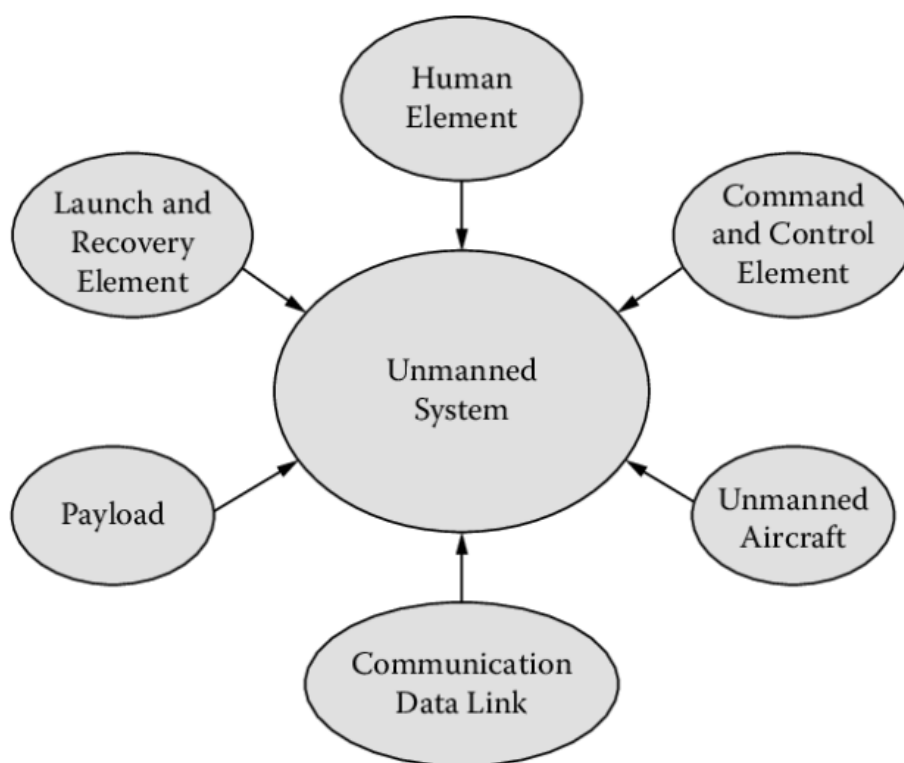 Human
Element
Launch and
Recovery
Element
Command
and Control
Element
Unmanned
System
Payload
Unmanned
Aircraft
Communication
Data Link